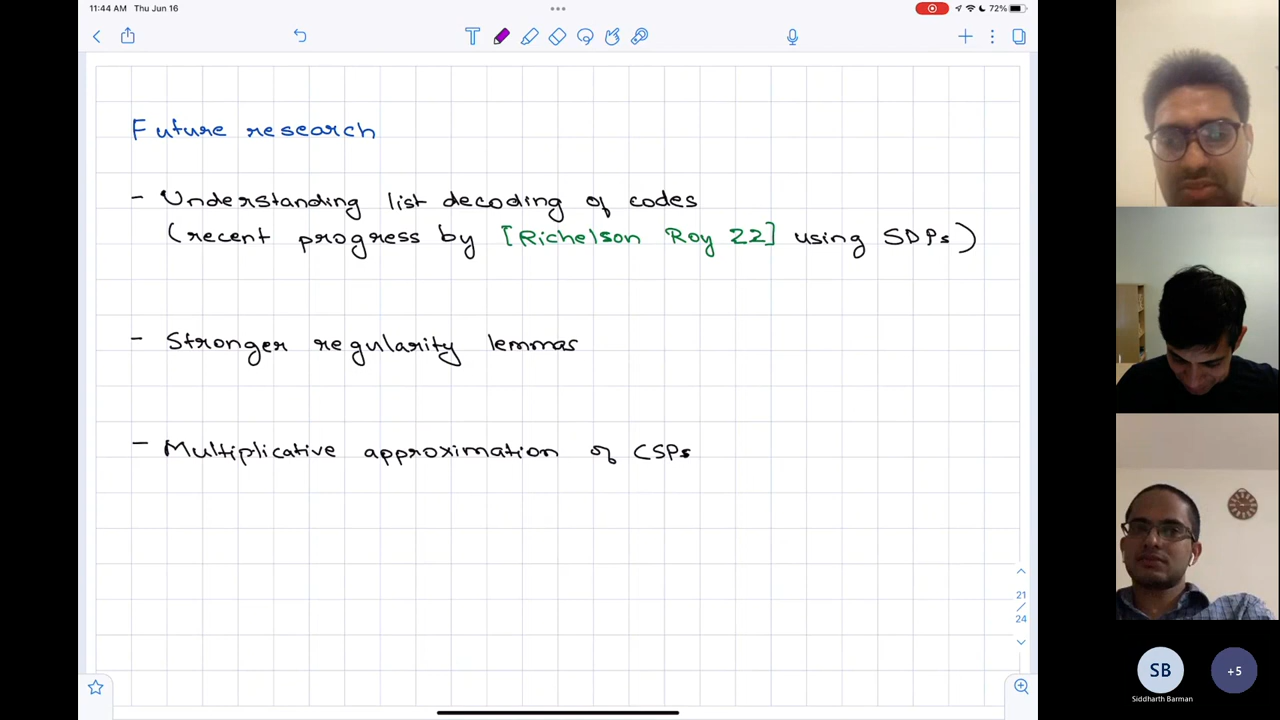 11:44 AM Thu Jun 16
72%
Future research
- Understanding list decoding of codes
(recent progress by [Richelson Roy 22] using SDPs)
- Stronger regularity lemmas
- Multiplicative approximation of CSPs
21
/
24
SB
+5
Siddharth Barman